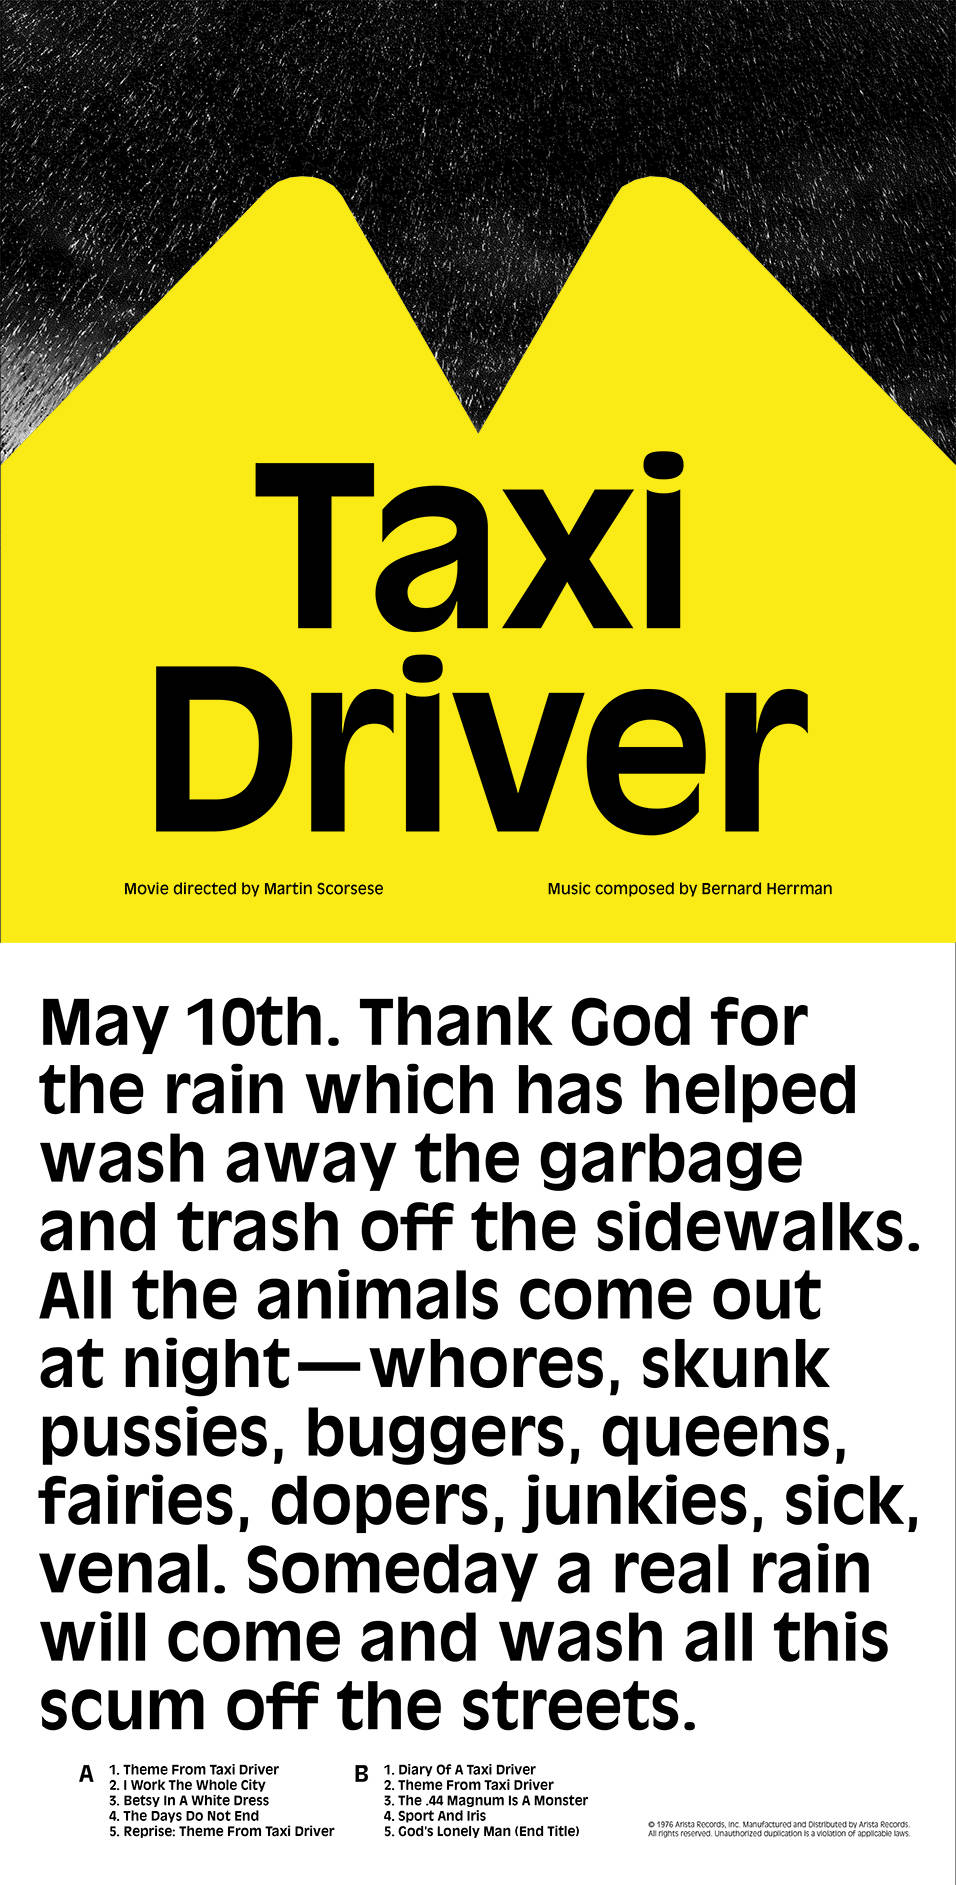 Taxi
Driver
Movie directed by Martin Scorsese
Music composed by Bernard Herrman
May 10th. Thank God for
the rain which has helped
wash away the garbage
and trash off the sidewalks.
All the animals come out
at night—whores, skunk
pussies, buggers, queens,
fairies, dopers, junkies, sick,
venal. Someday a real rain
will come and wash all this
scum off the streets.
A
1. Theme From Taxi Driver
2. I Work The Whole City
3. Betsy In A White Dress
4. The Days Do Not End
5. Reprise: Theme From Taxi Driver
B
1. Diary Of A Taxi Driver
2. Theme From Taxi Driver
3. The .44 Magnum Is A Monster
4. Sport And Iris
5. God's Lonely Man (End Title)
© 1976 Arista Records, Inc. Manufactured and Distributed by Arista Records.
All rights reserved. Unauthorized duplication is a violation of applicable laws.